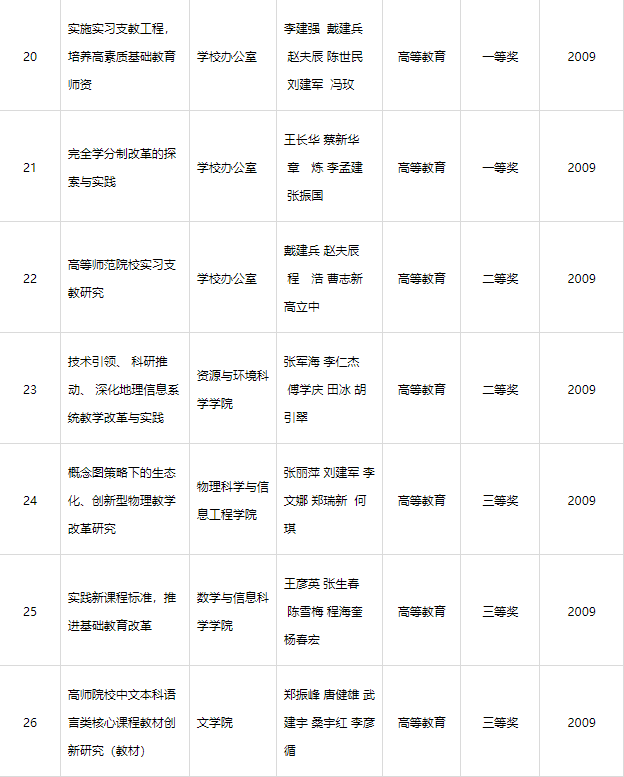 20
实施实习支教工程，
培养高素质基础教育
师资
学校办公室
李建强 戴建兵
赵夫辰 陈世民
刘建军 冯玫
高等教育
一等奖
2009
21
完全学分制改革的探
索与实践
学校办公室
王长华 蔡新华
章 炼 李孟建
张振国
高等教育
一等奖
2009
22
高等师范院校实习支
教研究
学校办公室
戴建兵 赵夫辰
程 浩 曹志新
高立中
高等教育
二等奖
2009
23
技术引领、 科研推
动、 深化地理信息系
统教学改革与实践
资源与环境科
学学院
张军海 李仁杰
傅学庆 田冰 胡
引翠
高等教育
二等奖
2009
24
概念图策略下的生态
化、创新型物理教学
改革研究
物理科学与信
息工程学院
张丽萍 刘建军 李
文娜 郑瑞新 何
琪
高等教育
三等奖
2009
25
实践新课程标准，推
进基础教育改革
数学与信息科
学学院
王彦英 张生春
陈雪梅 程海奎
杨春宏
高等教育
三等奖
2009
26
高师院校中文本科语
言类核心课程教材创
新研究（教材）
文学院
郑振峰 唐健雄 武
建宇 桑宇红 李彦
循
高等教育
三等奖
2009